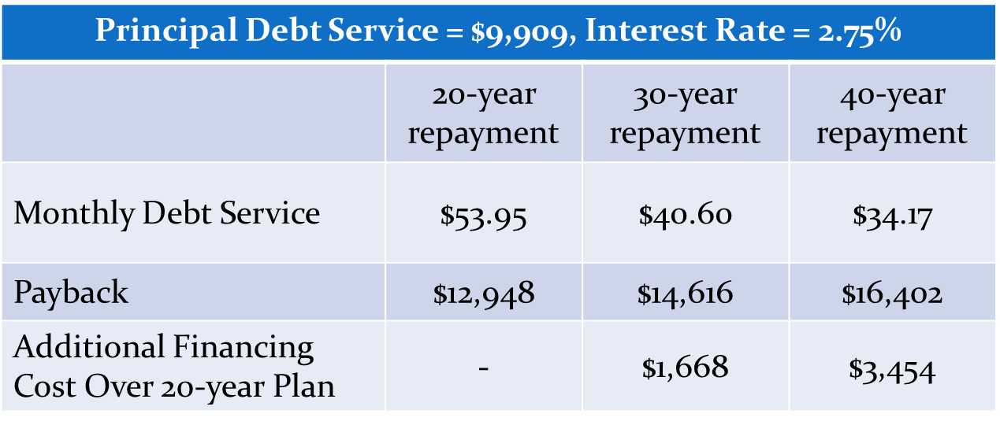 Principal Debt Service = $9,909, Interest Rate = 2.75%
20-year repayment 30-year repayment 40-year repayment
Monthly Debt Service $53.95 $40.60 $34.17
Payback $12,948 $14,616 $16,402
Additional Financing
Cost Over 20-year Plan - $1,668 $3,454